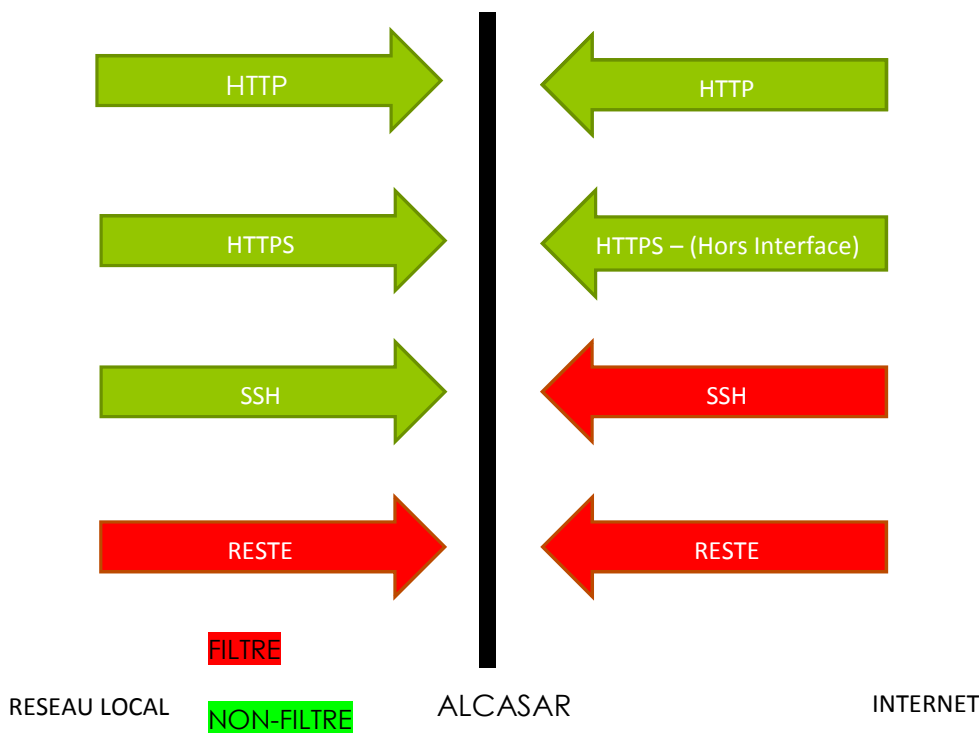 HTTP
HTTP
HTTPS
HTTPS – (Hors Interface)
SSH
SSH
RESTE
RESTE
FILTRE
RESEAU LOCAL
NON-FILTRE
ALCASAR
INTERNET